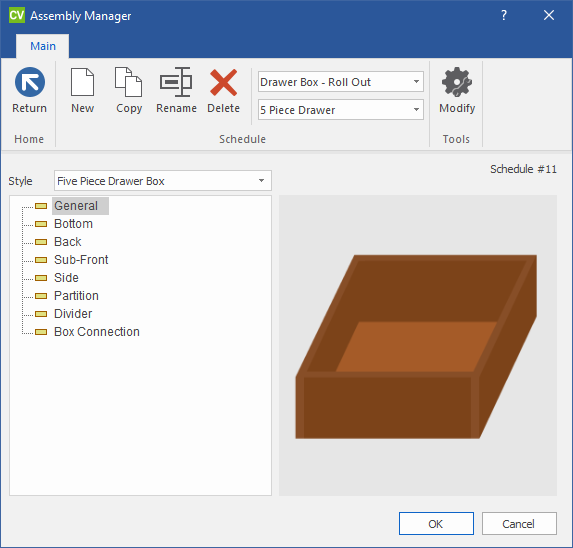 CV Assembly Manager ?
Main
Return New Copy Rename Delete Drawer Box - Roll Out Modify
5 Piece Drawer
Home Schedule Tools
Schedule #11
Style Five Piece Drawer Box
General
Bottom
Back
Sub-Front
Side
Partition
Divider
Box Connection
OK Cancel